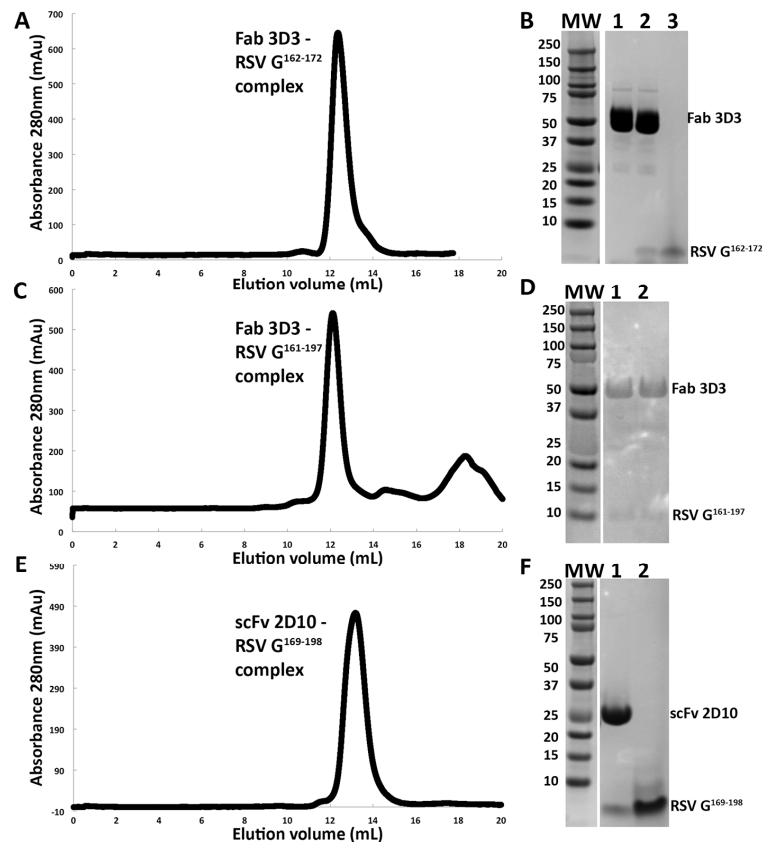 A
Absorbance 280nm (mAu)
700
600
500
400
300
200
100
0
0 2 4 6 8 10 12 14 16 18 20
Elution volume (mL)
Fab 3D3 -
RSV G162-172
complex
B
MW 1 2 3
250
150
100
75
50
37
25
20
15
10
Fab 3D3
RSV G162-172
C
Absorbance 280nm (mAu)
600
500
400
300
200
100
0
0 2 4 6 8 10 12 14 16 18 20
Elution volume (mL)
Fab 3D3 -
RSV G161-197
complex
D
MW 1 2
250
150
100
75
50
37
25
20
15
10
Fab 3D3
RSV G161-197
E
Absorbance 280nm (mAu)
590
490
390
290
190
90
-10
0 2 4 6 8 10 12 14 16 18 20
Elution volume (mL)
scFv 2D10 -
RSV G169-198
complex
F
MW 1 2
250
150
100
75
50
37
25
20
15
10
scFv 2D10
RSV G169-198